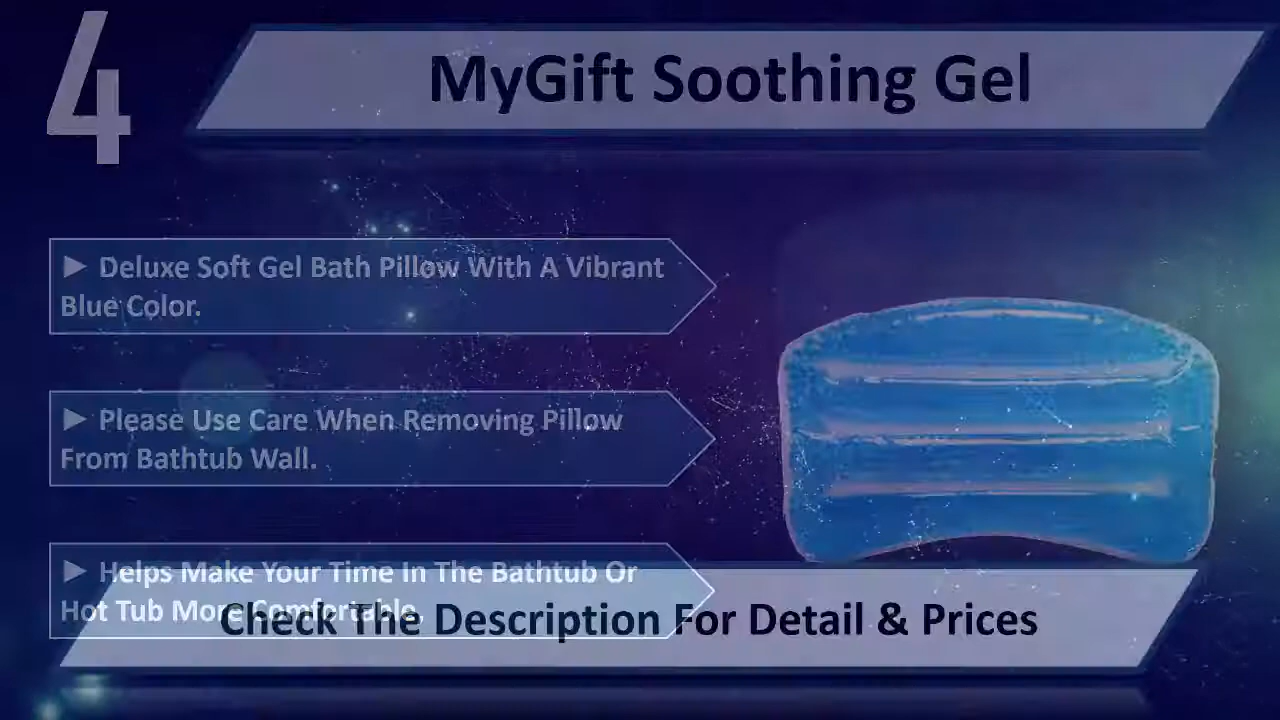 4
MyGift Soothing Gel
► Deluxe Soft Gel Bath Pillow With A Vibrant
Blue Color.
► Please Use Care When Removing Pillow
From Bathtub Wall.
► Helps Make Your Time In The Bathtub Or
Hot Tub More Comfortable.
Check The Description For Detail & Prices